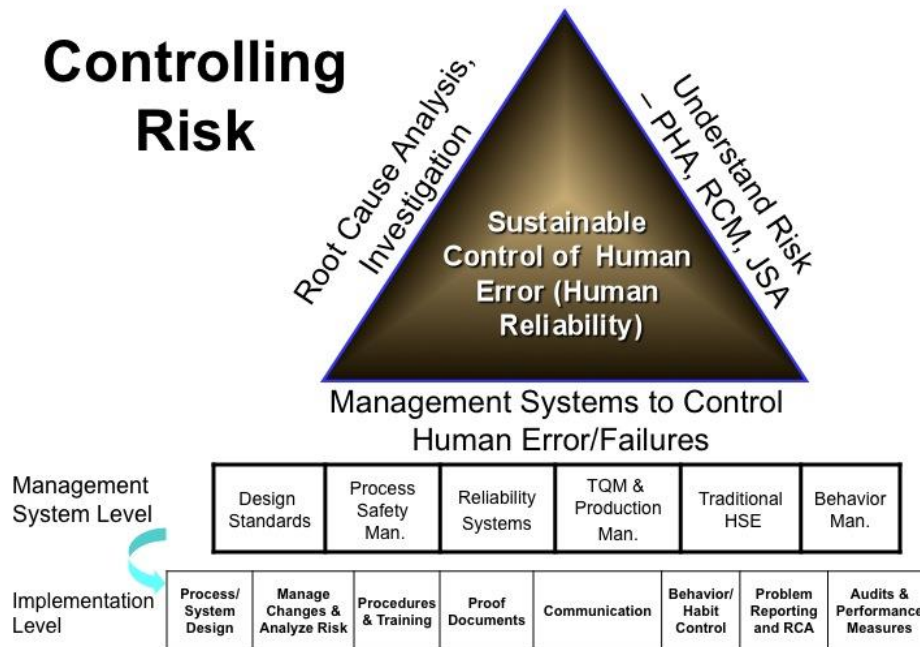 Controlling
Risk
Root Cause Analysis,
Investigation
Understand Risk
– PHA, RCM, JSA
Sustainable
Control of Human
Error (Human
Reliability)
Management Systems to Control
Human Error/Failures
Management
System Level
Design
Standards
Process
Safety
Man.
Reliability
Systems
TQM &
Production
Man.
Traditional
HSE
Behavior
Man.
Implementation
Level
Process/
System
Design
Manage
Changes &
Analyze Risk
Procedures
& Training
Proof
Documents
Communication
Behavior/
Habit
Control
Problem
Reporting
and RCA
Audits &
Performance
Measures